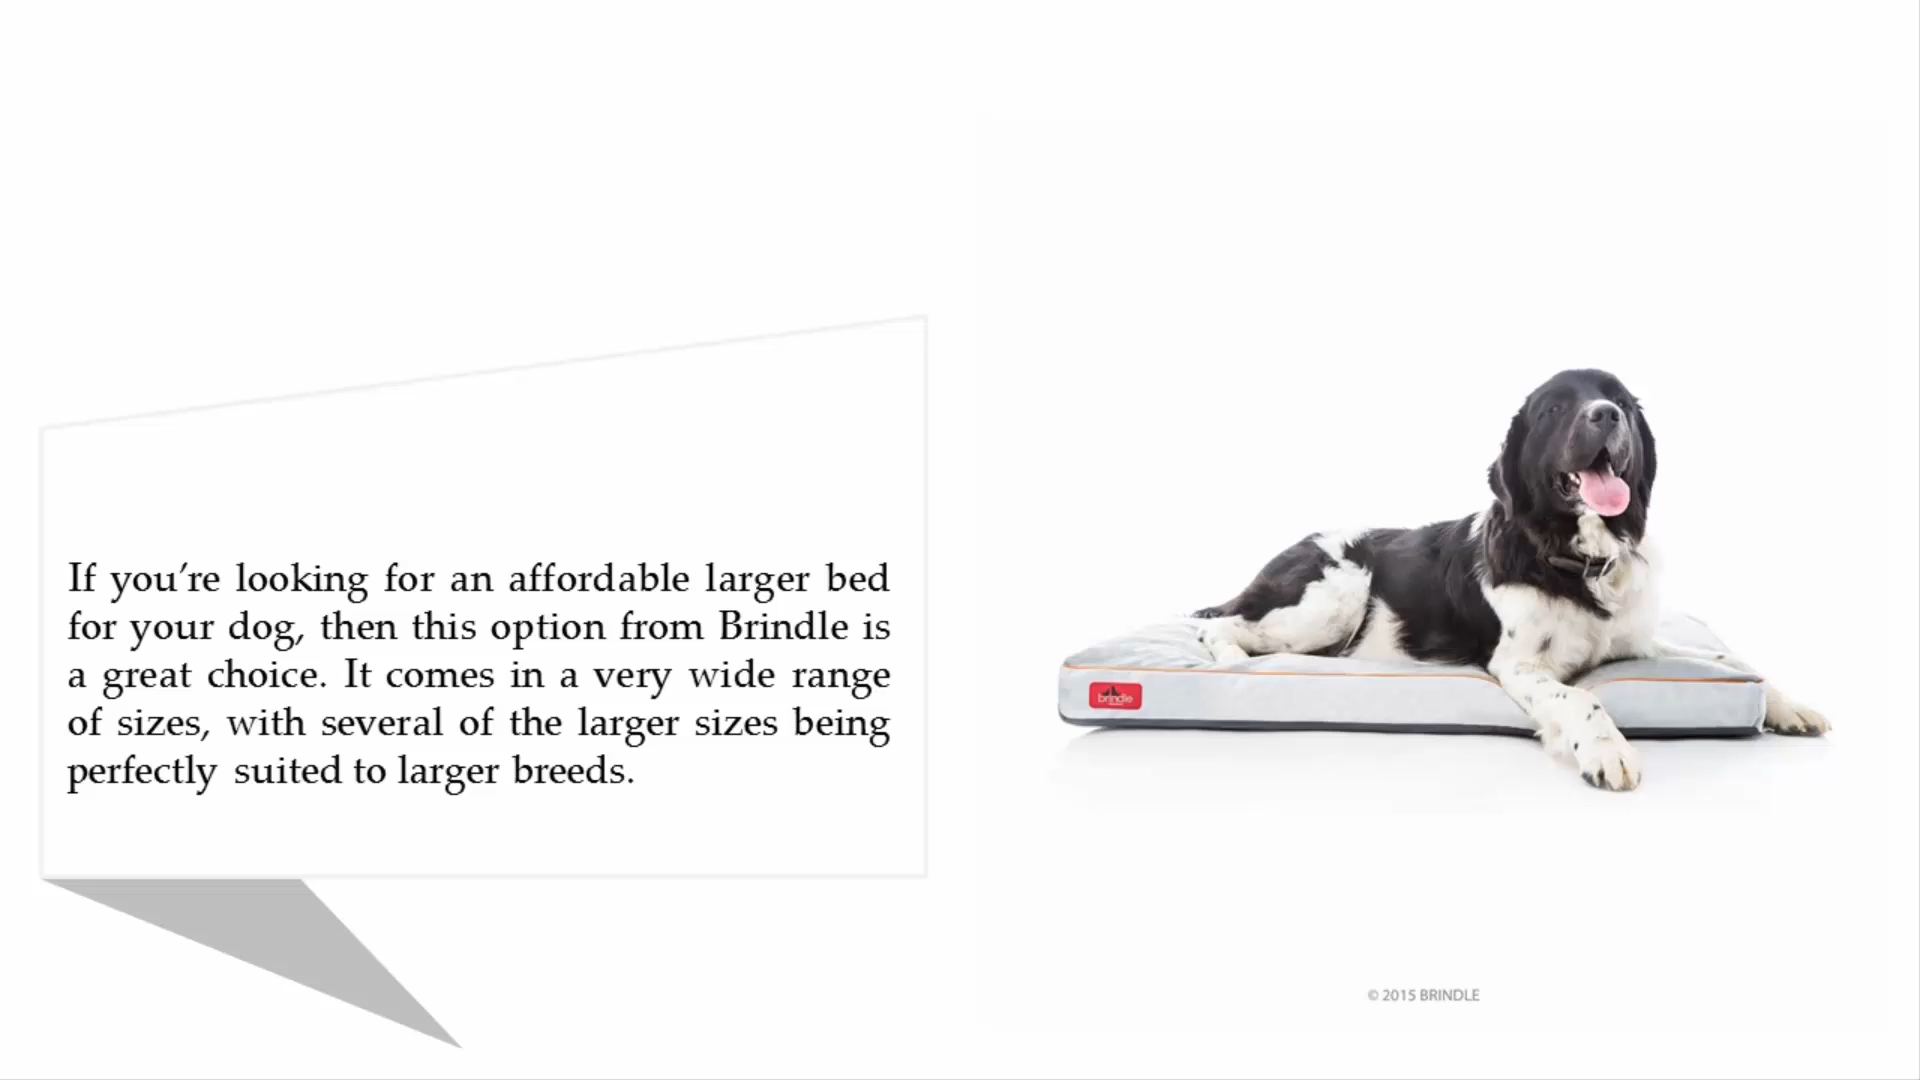 If you’re looking for an affordable larger bed
for your dog, then this option from Brindle is
a great choice. It comes in a very wide range
of sizes, with several of the larger sizes being
perfectly suited to larger breeds.
brindle
© 2015 BRINDLE